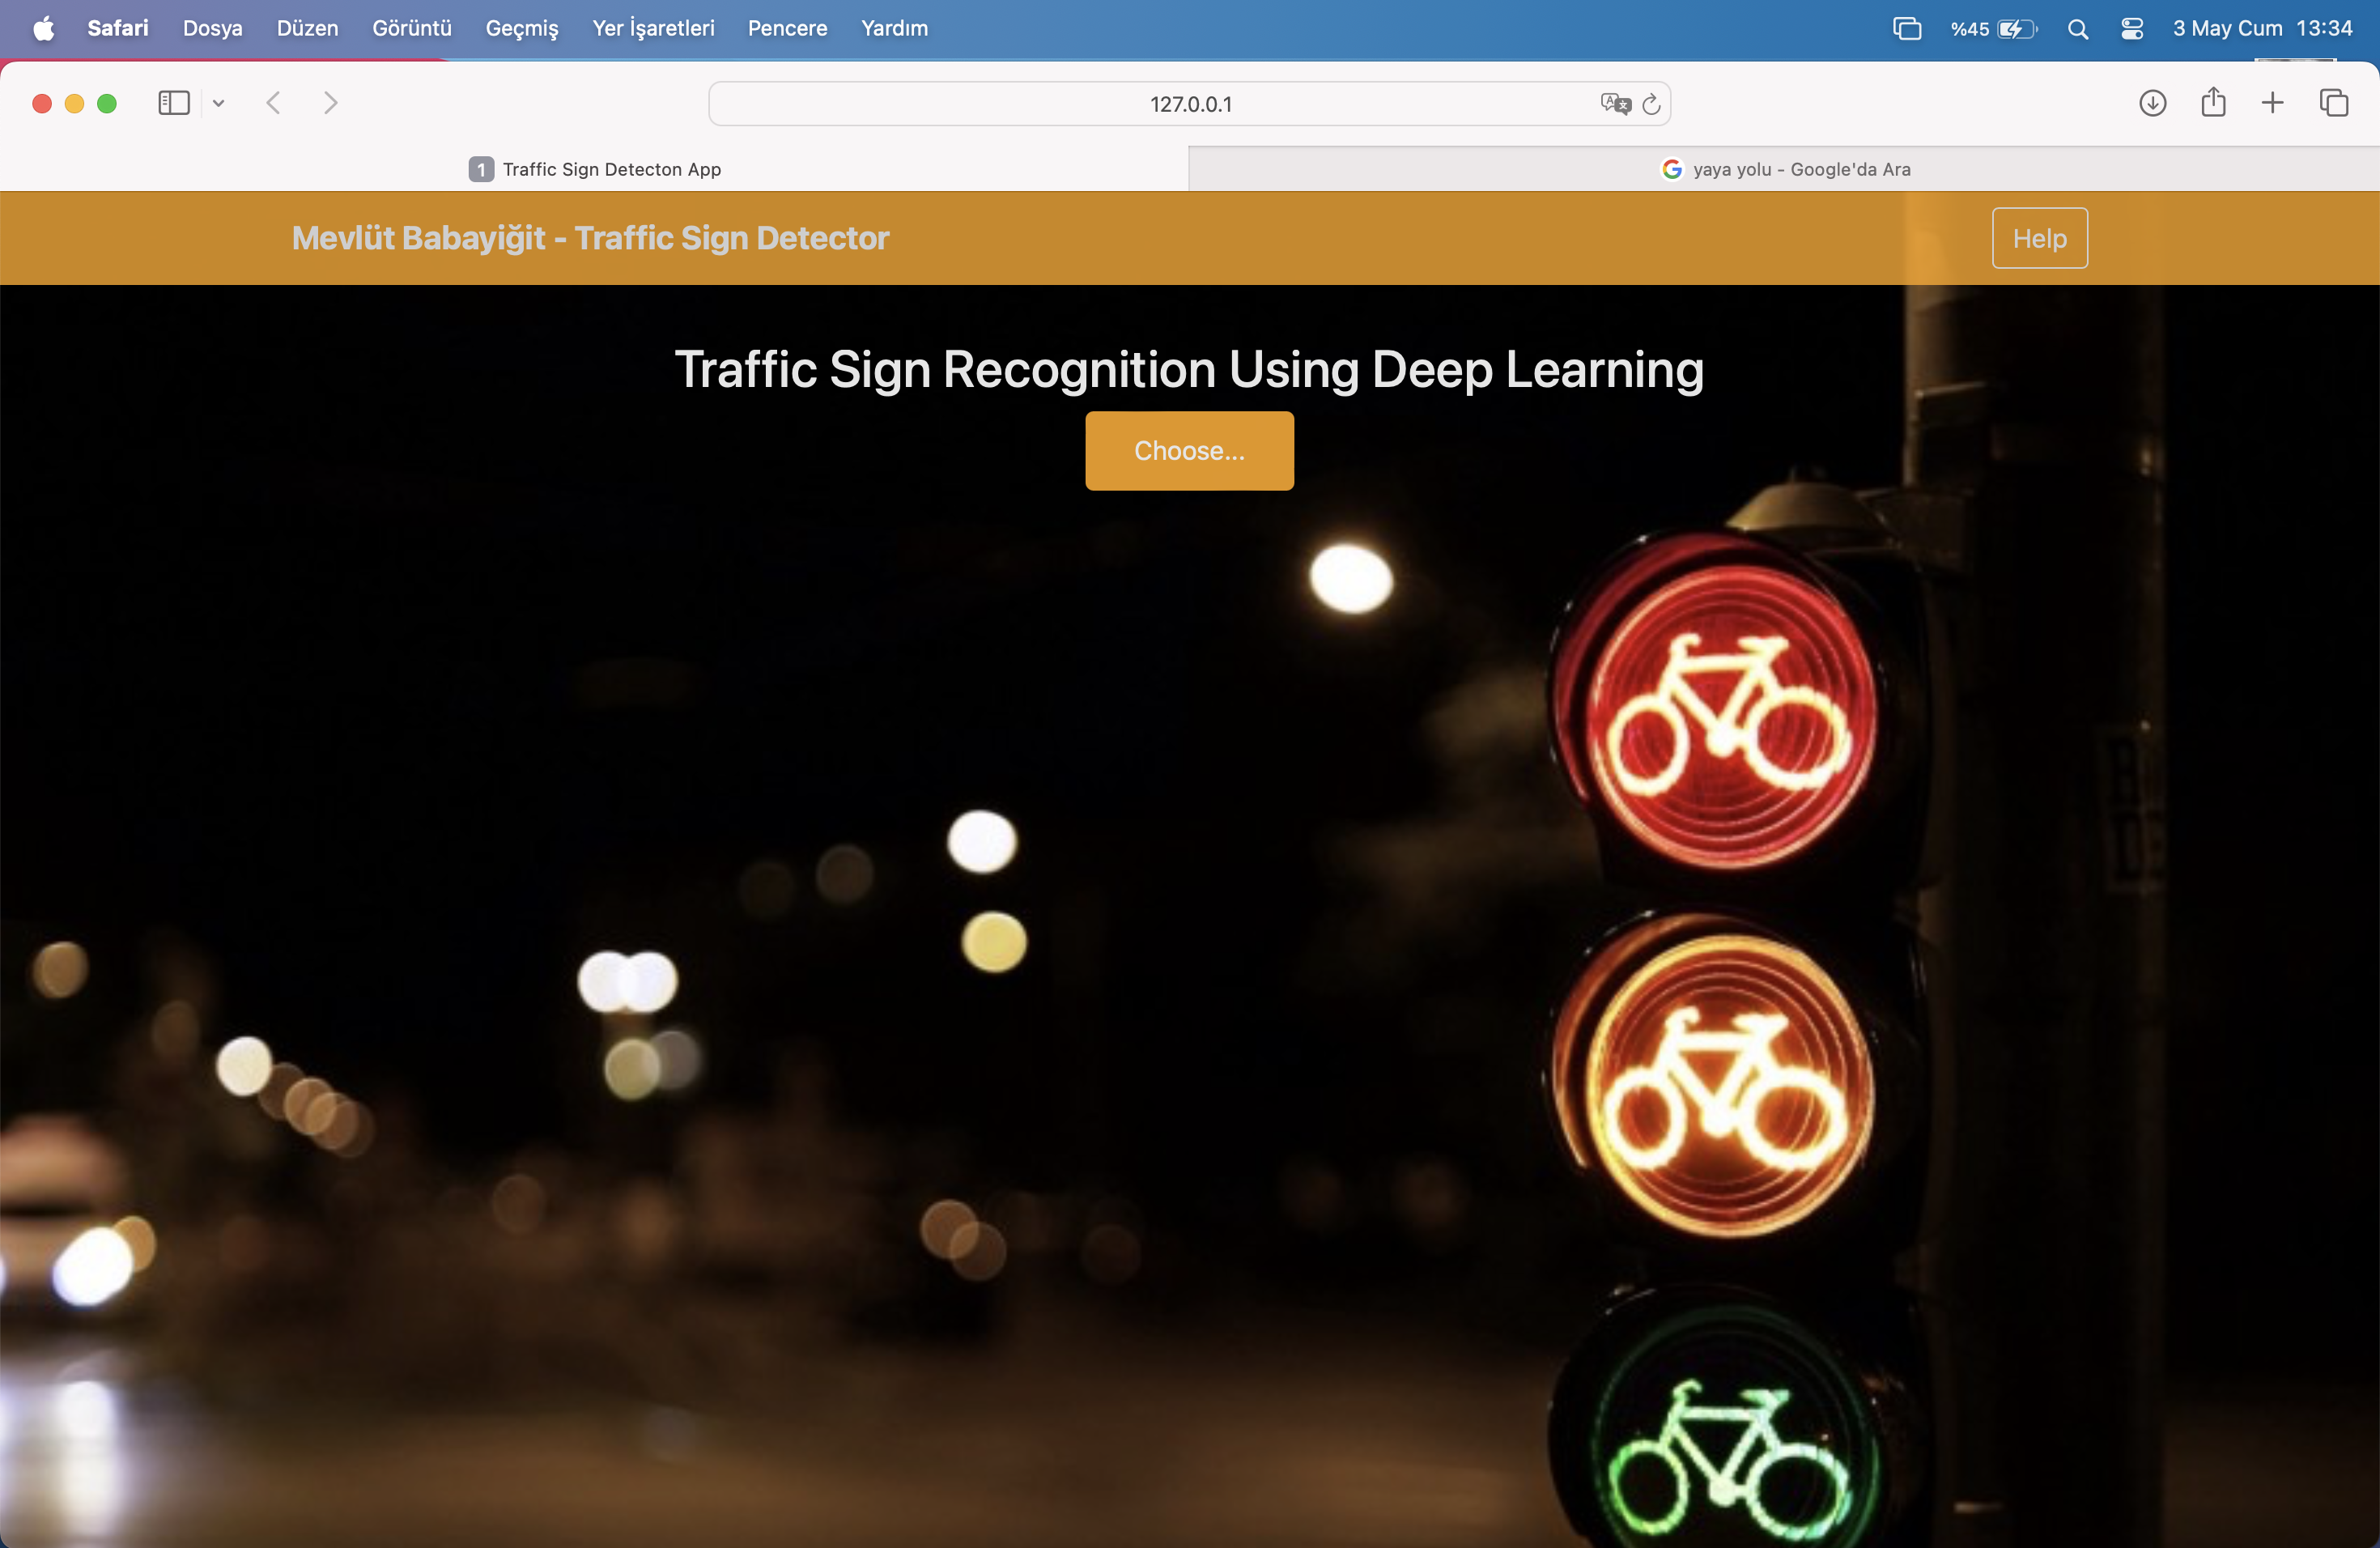 Safari Dosya Düzen Görüntü Geçmiş Yer İşaretleri Pencere Yardım %45 3 May Cum 13:34
127.0.0.1
1 Traffic Sign Detecton App
yaya yolu - Google'da Ara
Mevlüt Babayiğit - Traffic Sign Detector
Help
Traffic Sign Recognition Using Deep Learning
Choose...